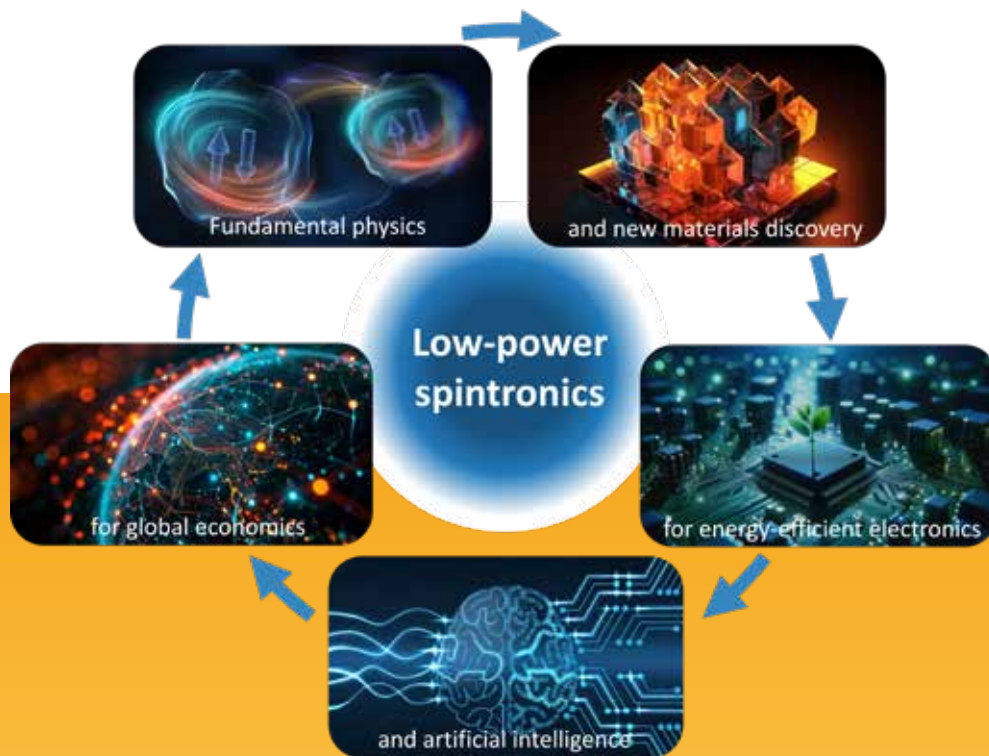 Fundamental physics
and new materials discovery
Low-power
spintronics
for global economics
for energy-efficient electronics
and artificial intelligence